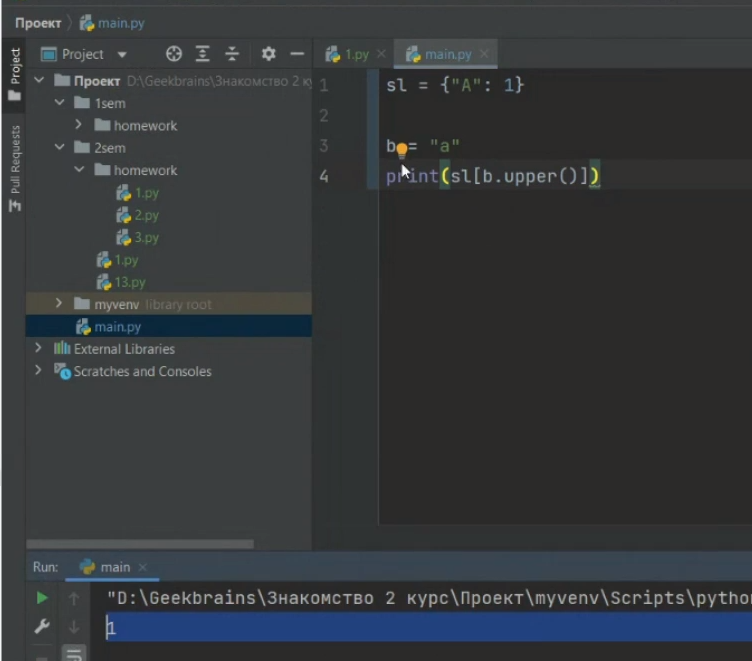 Проект main.py
Project
1.py
main.py
Project
Pull Requests
Проект D:\Geekbrains\Знакомство 2 к
1sem
homework
2sem
homework
1.py
2.py
3.py
1.py
13.py
myvenv library root
main.py
External Libraries
Scratches and Consoles
1 sl = {"A": 1}
2
3 b = "a"
4 print(sl[b.upper()])
Run: main
"D:\Geekbrains\Знакомство 2 курс\Проект\myvenv\Scripts\pytho
1